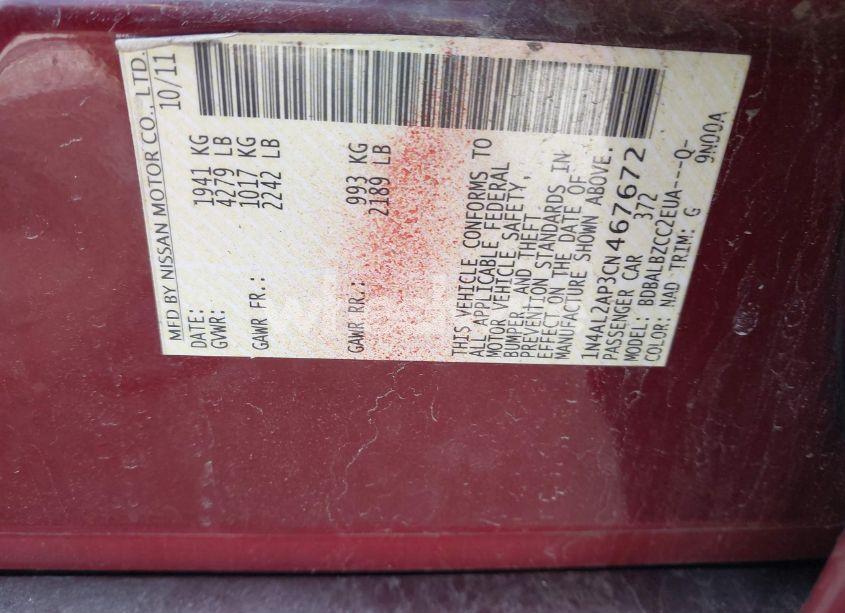 MFD BY NISSAN MOTOR CO., LTD.
DATE: 10/11
GVWR: 1941 KG
4279 LB
GAWR FR.: 1017 KG
2242 LB
GAWR RR.: 993 KG
2189 LB
THIS VEHICLE CONFORMS TO
ALL APPLICABLE FEDERAL
MOTOR VEHICLE SAFETY,
BUMPER, AND THEFT
PREVENTION STANDARDS IN
EFFECT ON THE DATE OF
MANUFACTURE SHOWN ABOVE.
1N4AL2AP3CN467672
PASSENGER CAR 372
MODEL: BDBALBZCC2EUA----Q-
COLOR: NAD TRIM: G 9N00A